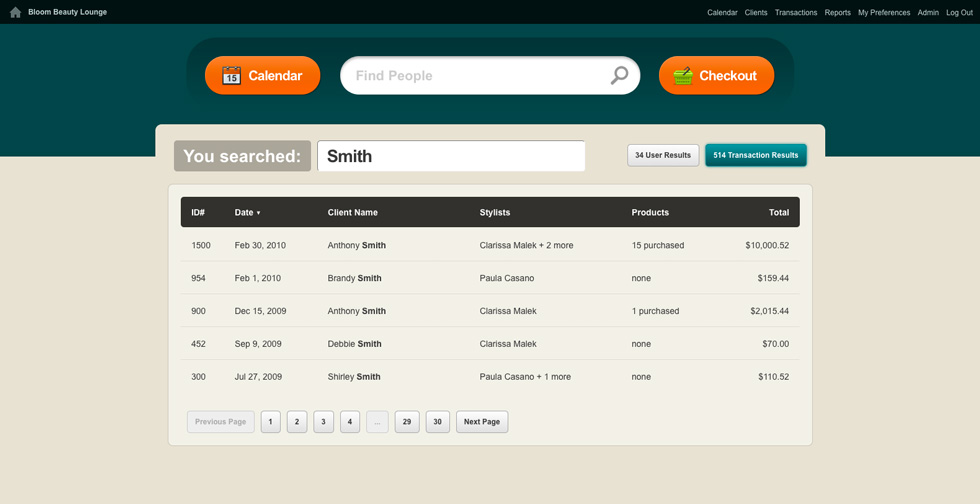 Bloom Beauty Lounge
Calendar Clients Transactions Reports My Preferences Admin Log Out
15 Calendar Find People Checkout
You searched: Smith 34 User Results 514 Transaction Results
ID# Date ▼ Client Name Stylists Products Total
1500 Feb 30, 2010 Anthony Smith Clarissa Malek + 2 more 15 purchased $10,000.52
954 Feb 1, 2010 Brandy Smith Paula Casano none $159.44
900 Dec 15, 2009 Anthony Smith Clarissa Malek 1 purchased $2,015.44
452 Sep 9, 2009 Debbie Smith Clarissa Malek none $70.00
300 Jul 27, 2009 Shirley Smith Paula Casano + 1 more none $110.52
Previous Page 1 2 3 4 ... 29 30 Next Page